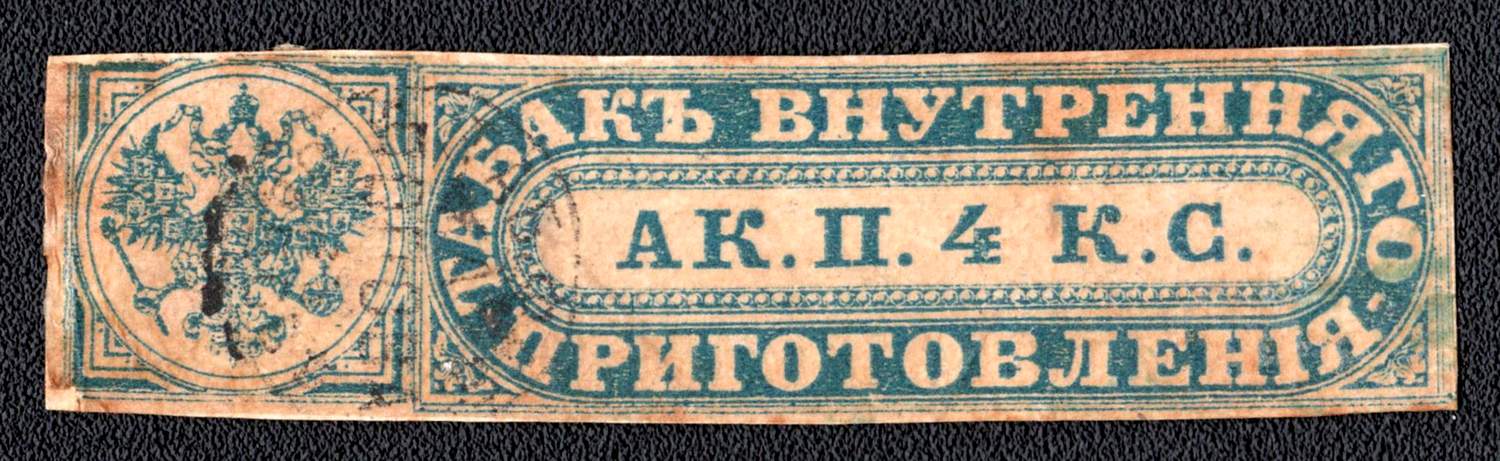 ТАБАКЪ ВНУТРЕННЯГО
АК. П. 4 К. С.
ПРИГОТОВЛЕНІЯ.